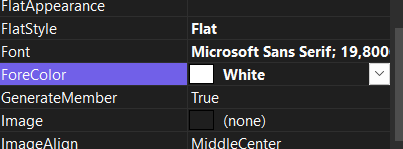 FlatAppearance
FlatStyle Flat
Font Microsoft Sans Serif; 19,800
ForeColor White
GenerateMember True
Image (none)
ImageAlign MiddleCenter